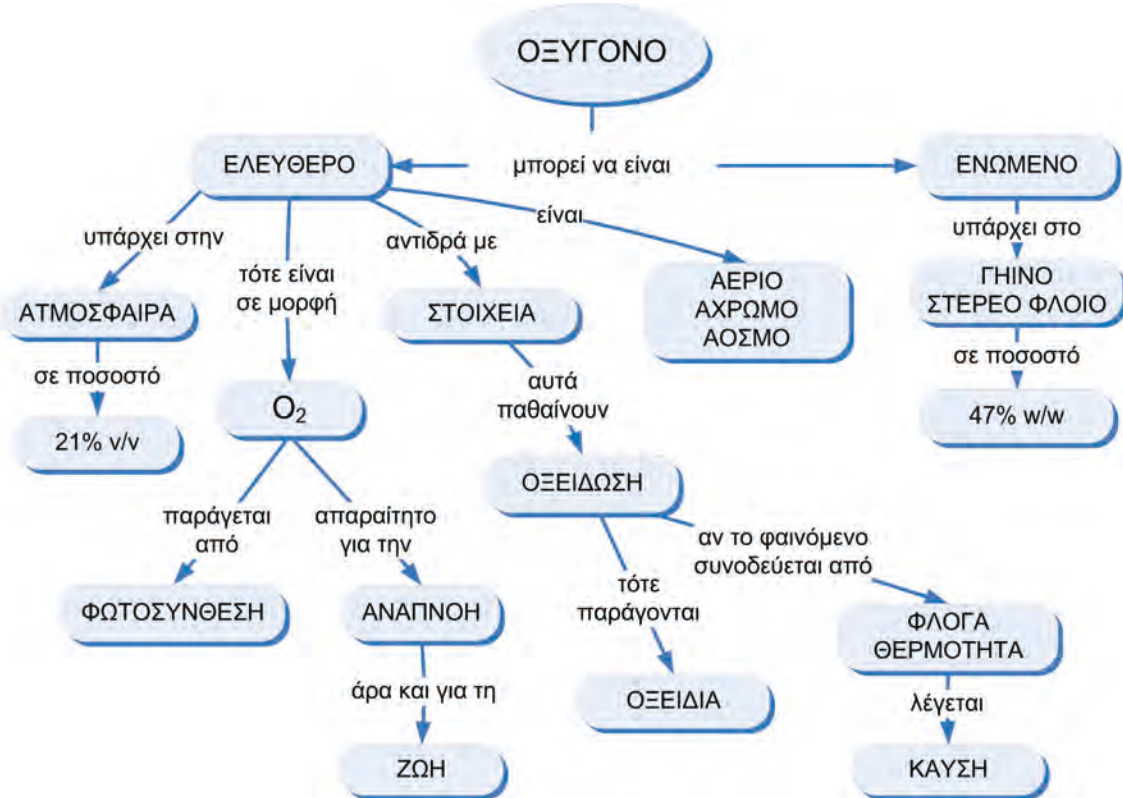 ΟΞΥΓΟΝΟ
ΕΛΕΥΘΕΡΟ
μπορεί να είναι
ΕΝΩΜΕΝΟ
υπάρχει στην
τότε είναι
σε μορφή
αντιδρά με
είναι
υπάρχει στο
ΑΤΜΟΣΦΑΙΡΑ
ΣΤΟΙΧΕΙΑ
ΑΕΡΙΟ
ΑΧΡΩΜΟ
ΑΟΣΜΟ
ΓΗΙΝΟ
ΣΤΕΡΕΟ ΦΛΟΙΟ
σε ποσοστό
αυτά
παθαίνουν
σε ποσοστό
21% v/v
O₂
47% w/w
ΟΞΕΙΔΩΣΗ
παράγεται
από
απαραίτητο
για την
τότε
παράγονται
αν το φαινόμενο
συνοδεύεται από
ΦΩΤΟΣΥΝΘΕΣΗ
ΑΝΑΠΝΟΗ
ΦΛΟΓΑ
ΘΕΡΜΟΤΗΤΑ
άρα και για τη
ΟΞΕΙΔΙΑ
λέγεται
ΖΩΗ
ΚΑΥΣΗ